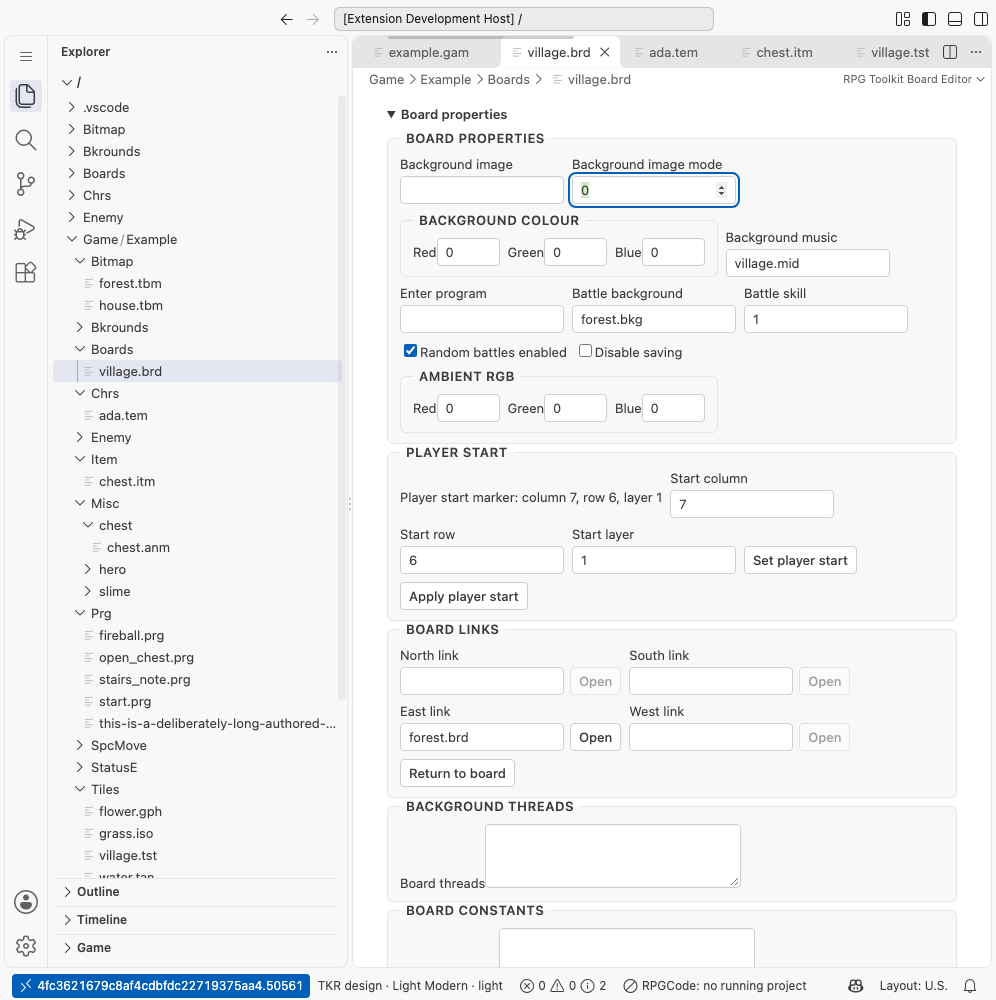 [Extension Development Host] /
Explorer
/
.vscode
Bitmap
Bkrounds
Boards
Chrs
Enemy
Game / Example
Bitmap
forest.tbm
house.tbm
Bkrounds
Boards
village.brd
Chrs
ada.tem
Enemy
Item
chest.itm
Misc
chest
chest.anm
hero
slime
Prg
fireball.prg
open_chest.prg
stairs_note.prg
start.prg
this-is-a-deliberately-long-authored-...
SpcMove
StatusE
Tiles
flower.gph
grass.iso
village.tst
water.tan
Outline
Timeline
Game
example.gam village.brd ada.tem chest.itm village.tst
Game > Example > Boards > village.brd RPG Toolkit Board Editor
Board properties
BOARD PROPERTIES
Background image Background image mode
0
BACKGROUND COLOUR
Red 0 Green 0 Blue 0
Background music
village.mid
Enter program Battle background Battle skill
forest.bkg 1
Random battles enabled Disable saving
AMBIENT RGB
Red 0 Green 0 Blue 0
PLAYER START
Player start marker: column 7, row 6, layer 1
Start column
7
Start row Start layer
6 1 Set player start
Apply player start
BOARD LINKS
North link South link
Open Open
East link West link
forest.brd Open Open
Return to board
BACKGROUND THREADS
Board threads
BOARD CONSTANTS
4fc3621679c8af4cdbfdc22719375aa4.50561 TKR design · Light Modern · light 0 0 2 RPGCode: no running project Layout: U.S.